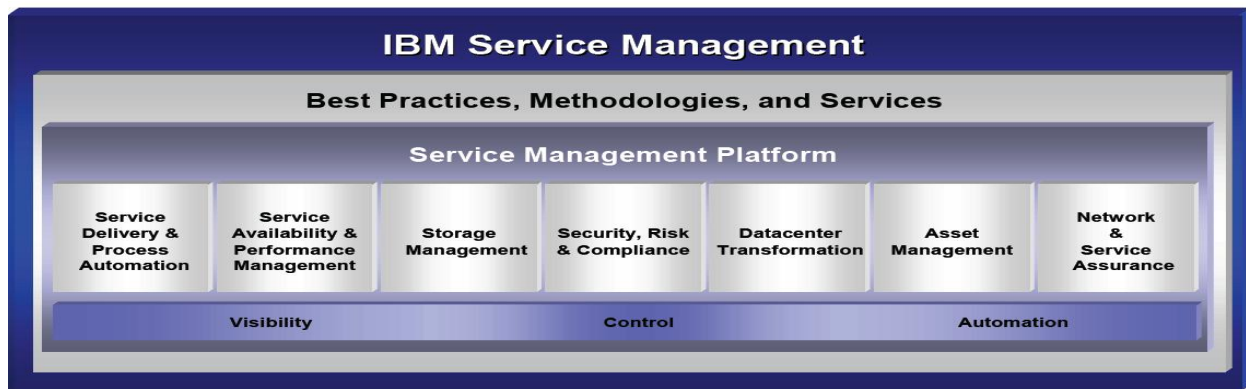 IBM Service Management
Best Practices, Methodologies, and Services
Service Management Platform
Service
Delivery &
Process
Automation
Service
Availability &
Performance
Management
Storage
Management
Security, Risk
& Compliance
Datacenter
Transformation
Asset
Management
Network
&
Service
Assurance
Visibility
Control
Automation